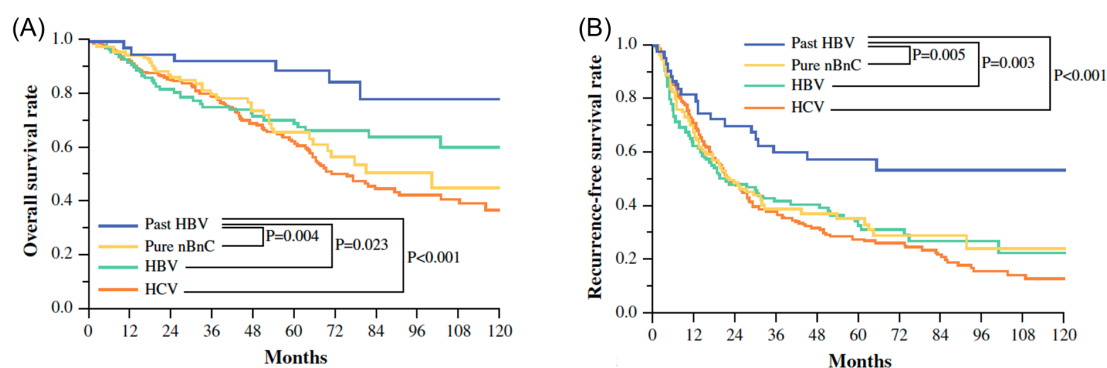 (A)
Overall survival rate
1.0
0.8
0.6
0.4
0.2
0.0
Past HBV
Pure nBnC
HBV
HCV
P=0.004
P=0.023
P<0.001
0 12 24 36 48 60 72 84 96 108 120
Months
(B)
Recurrence-free survival rate
1.0
0.8
0.6
0.4
0.2
0.0
Past HBV
Pure nBnC
HBV
HCV
P=0.005
P=0.003
P<0.001
0 12 24 36 48 60 72 84 96 108 120
Months